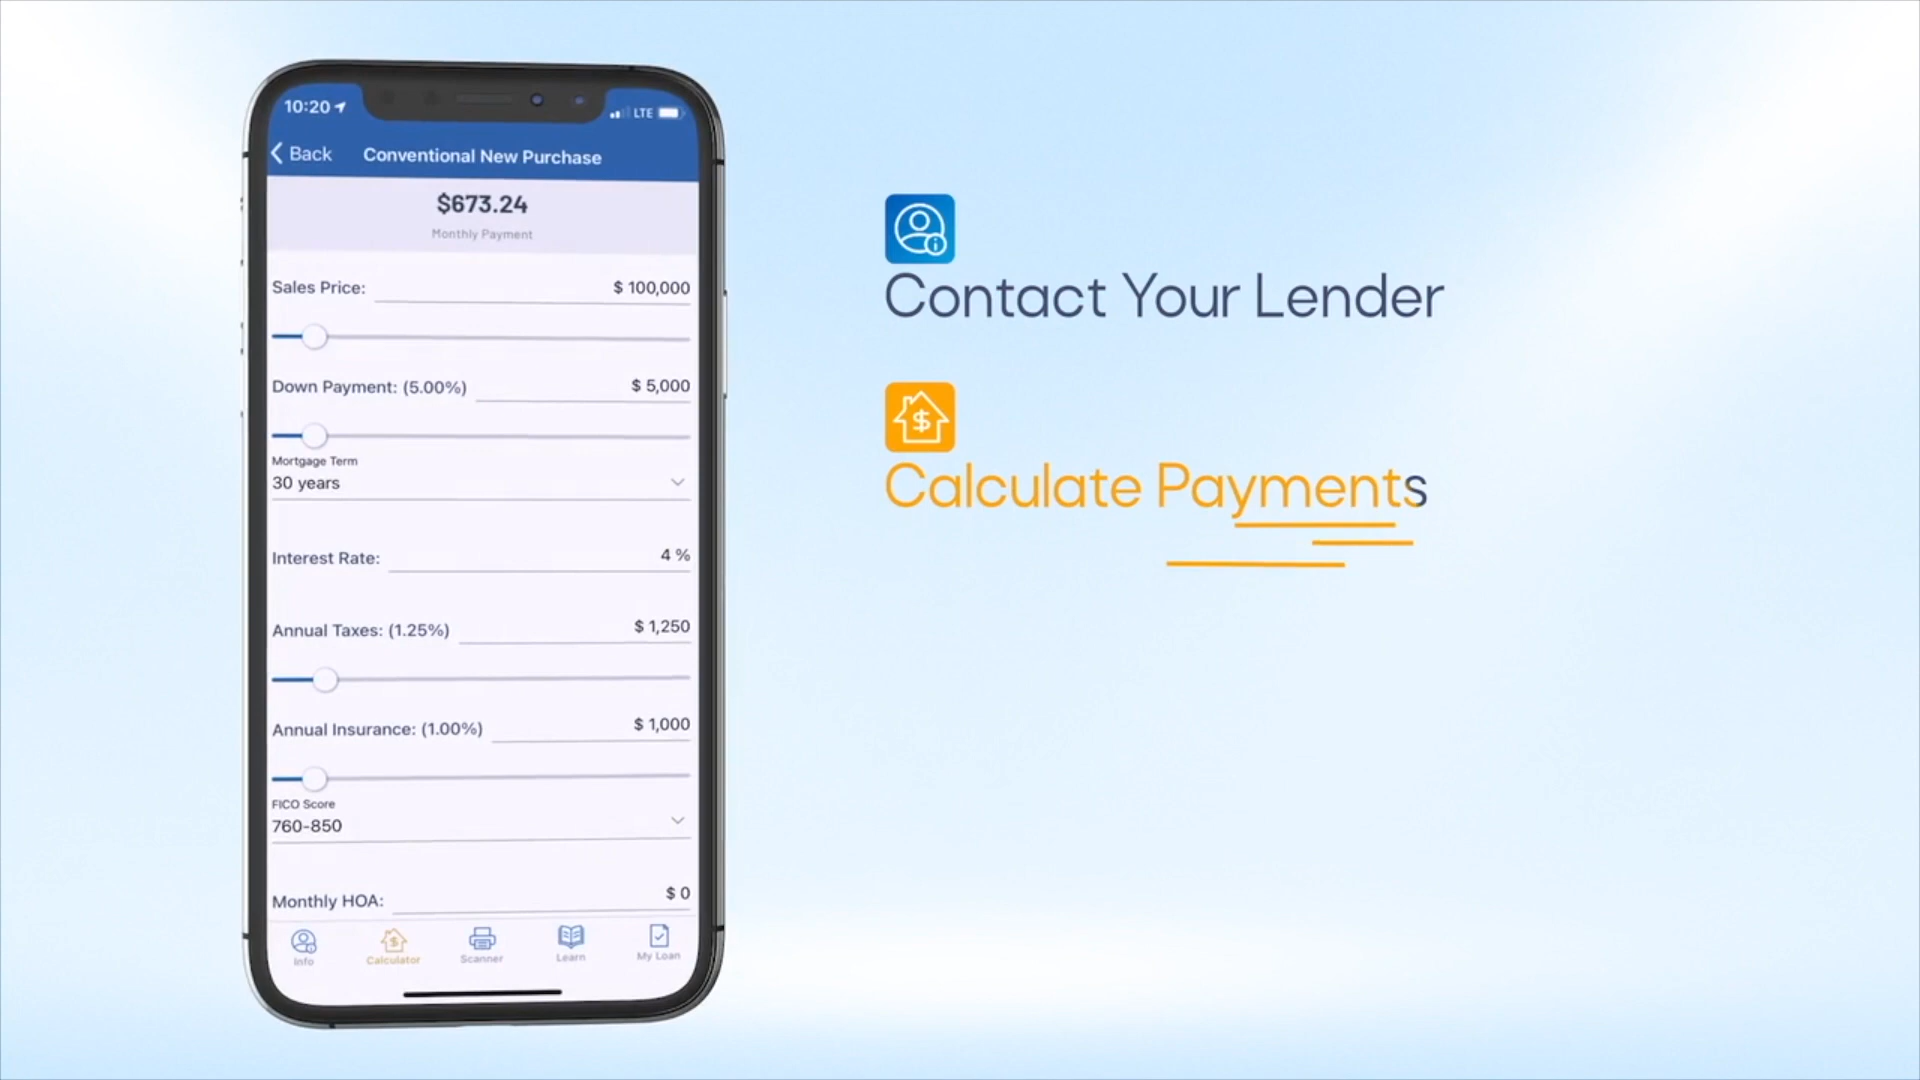 10:20
LTE
Back
Conventional New Purchase
$673.24
Monthly Payment
Sales Price: $ 100,000
Down Payment: (5.00%) $ 5,000
Mortgage Term
30 years
Interest Rate: 4 %
Annual Taxes: (1.25%) $ 1,250
Annual Insurance: (1.00%) $ 1,000
FICO Score
760-850
Monthly HOA: $ 0
Info
Calculator
Scanner
Learn
My Loan
Contact Your Lender
$
Calculate Payments